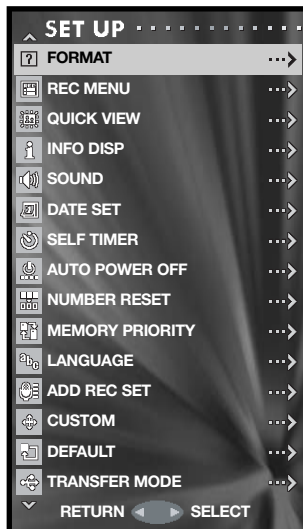 SET UP
FORMAT
REC MENU
QUICK VIEW
INFO DISP
SOUND
DATE SET
SELF TIMER
AUTO POWER OFF
NUMBER RESET
MEMORY PRIORITY
LANGUAGE
ADD REC SET
CUSTOM
DEFAULT
TRANSFER MODE
RETURN SELECT